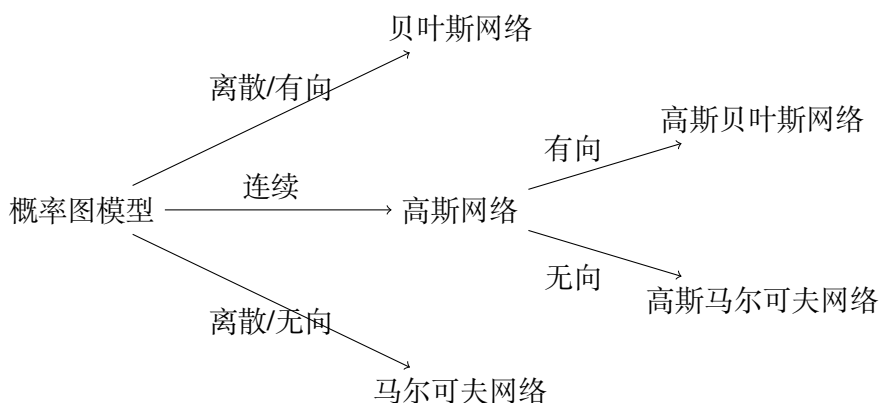 贝叶斯网络
离散/有向
高斯贝叶斯网络
有向
连续
概率图模型
高斯网络
无向
高斯马尔可夫网络
离散/无向
马尔可夫网络